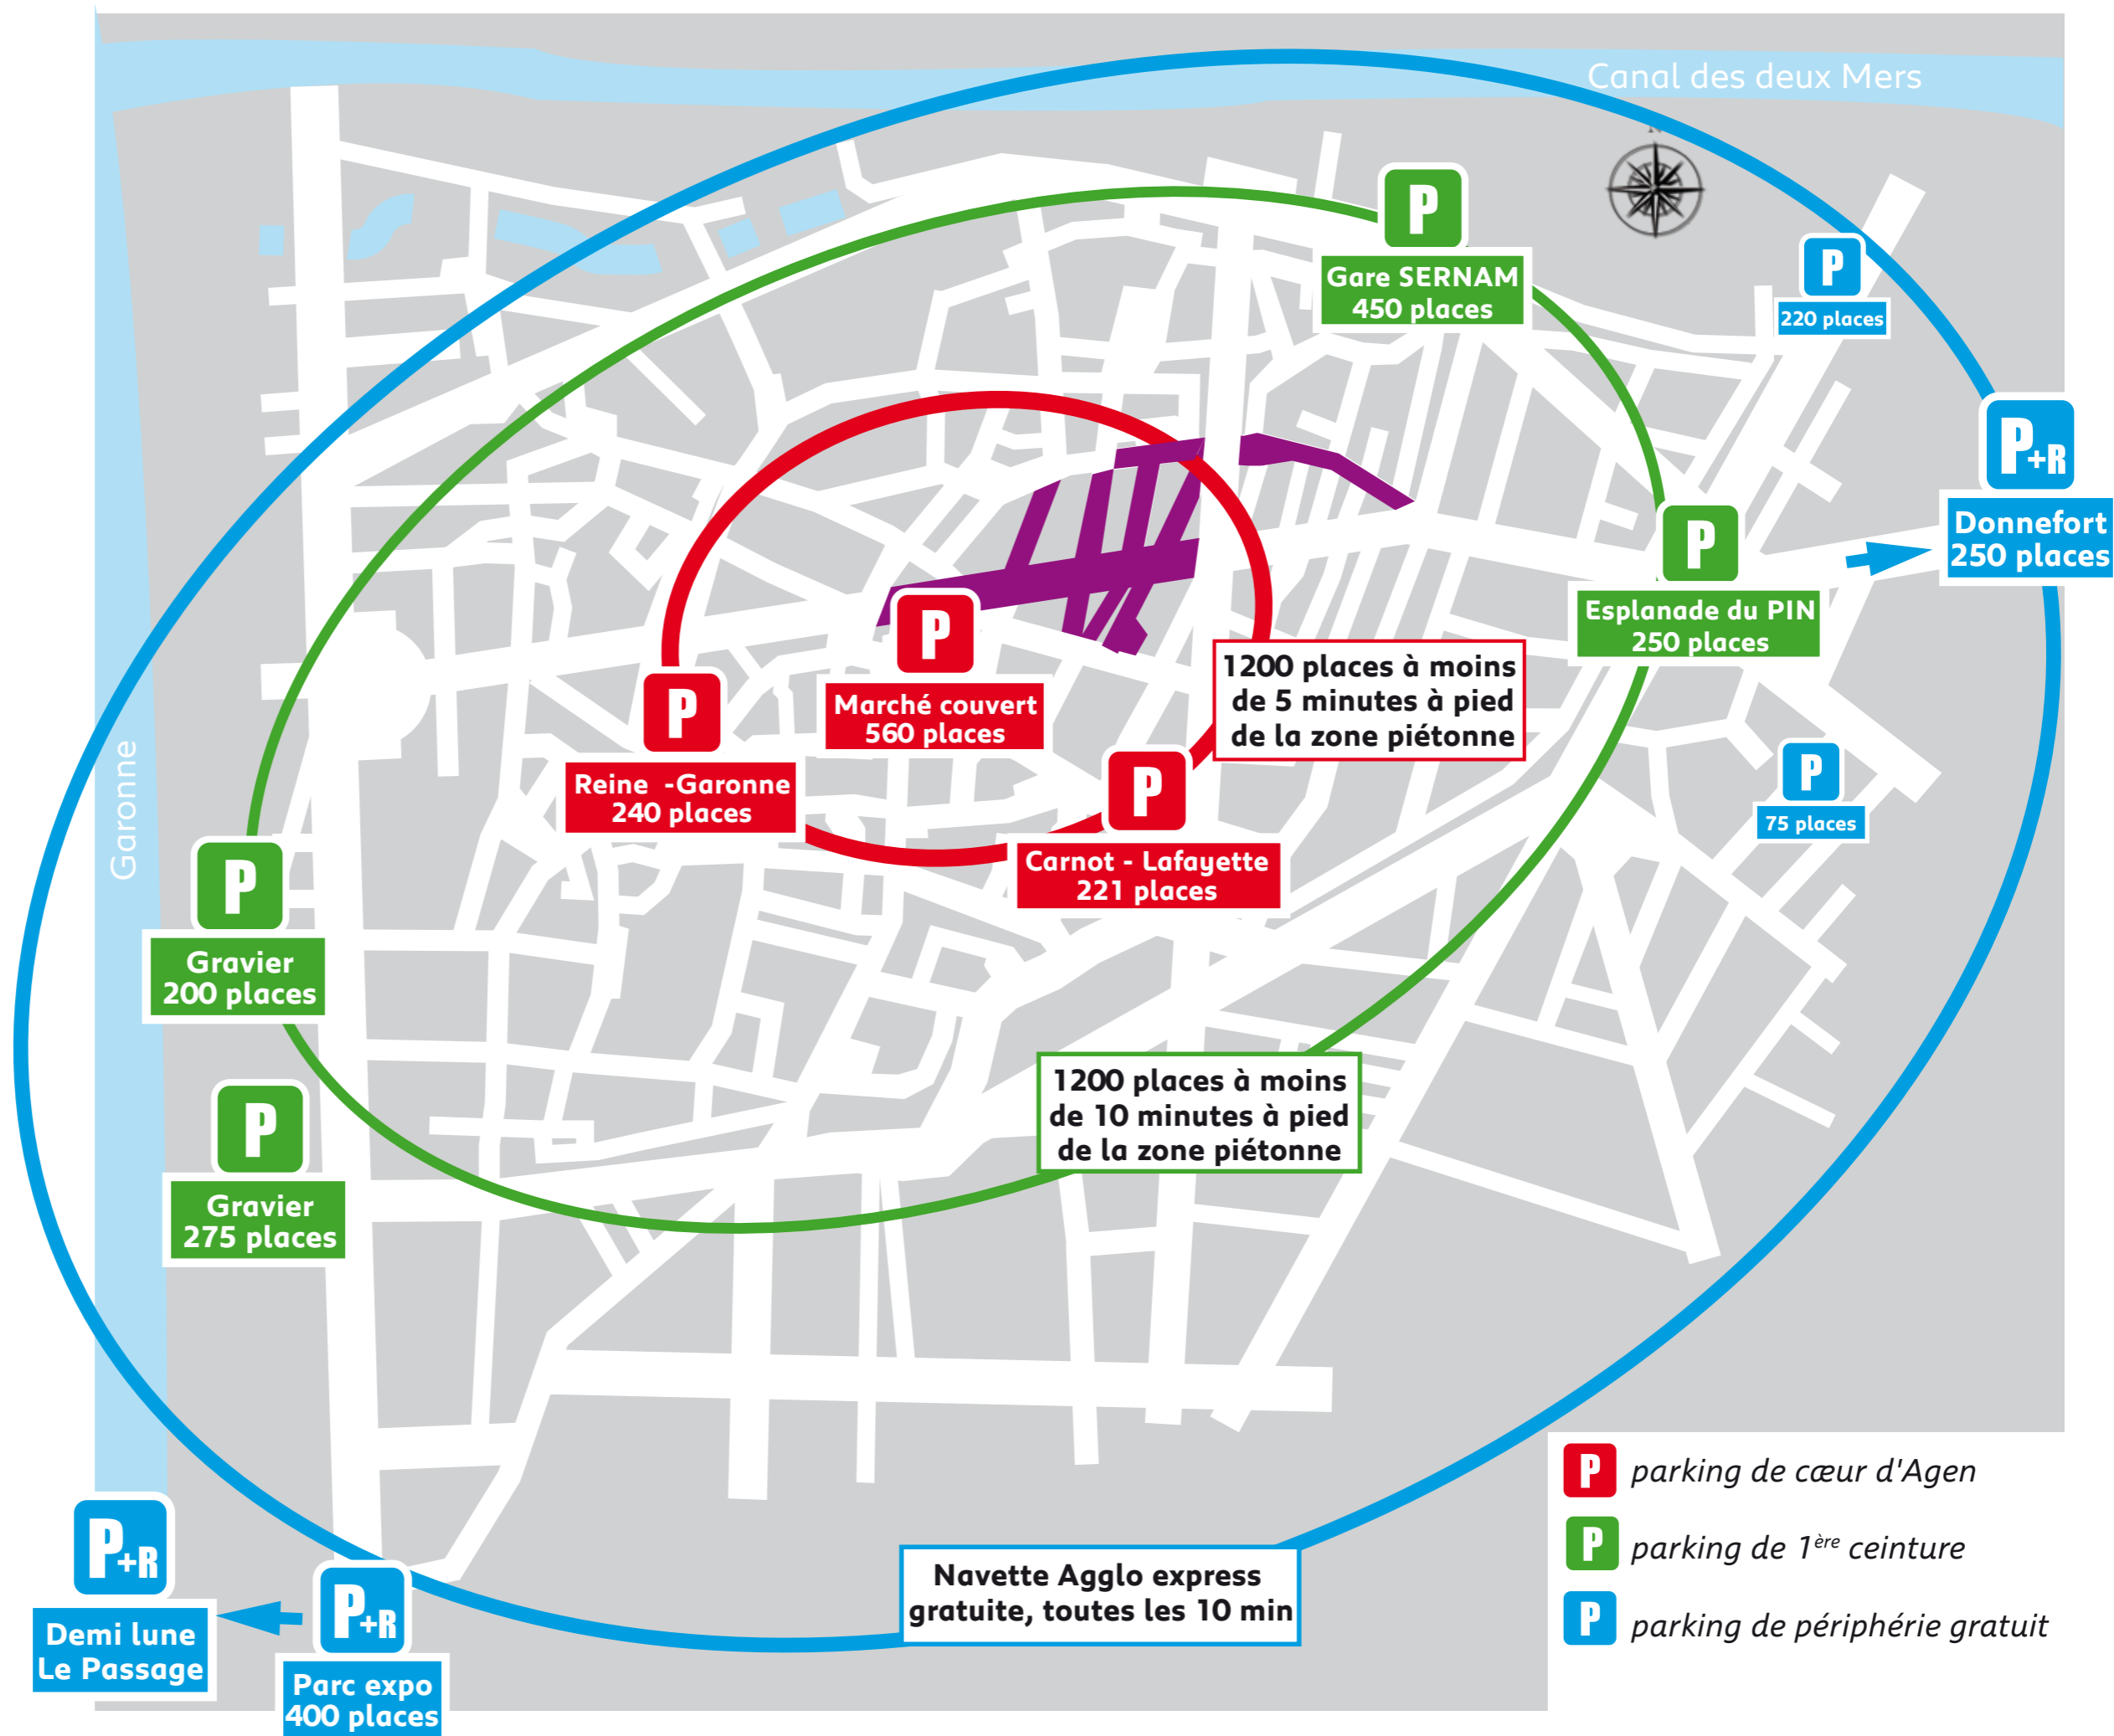 Canal des deux Mers
N
P
Gare SERNAM
450 places
P
220 places
P+R
Donnefort
250 places
P
Esplanade du PIN
250 places
P
Marché couvert
560 places
1200 places à moins
de 5 minutes à pied
de la zone piétonne
P
Reine -Garonne
240 places
P
Carnot - Lafayette
221 places
P
75 places
Garonne
P
Gravier
200 places
P
Gravier
275 places
1200 places à moins
de 10 minutes à pied
de la zone piétonne
P+R
Demi lune
Le Passage
P+R
Parc expo
400 places
Navette Agglo express
gratuite, toutes les 10 min
P parking de cœur d'Agen
P parking de 1ère ceinture
P parking de périphérie gratuit